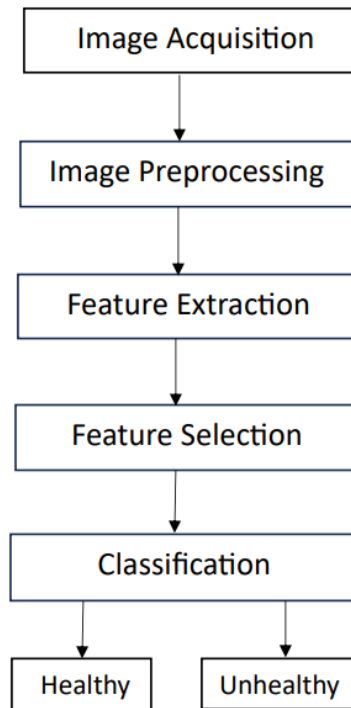 Image Acquisition
Image Preprocessing
Feature Extraction
Feature Selection
Classification
Healthy
Unhealthy